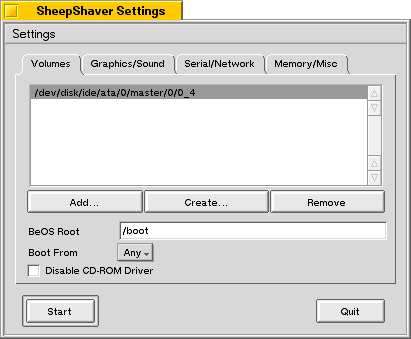 SheepShaver Settings
Settings
Volumes Graphics/Sound Serial/Network Memory/Misc
/dev/disk/ide/ata/0/master/0/0_4
Add... Create... Remove
BeOS Root /boot
Boot From Any
Disable CD-ROM Driver
Start Quit